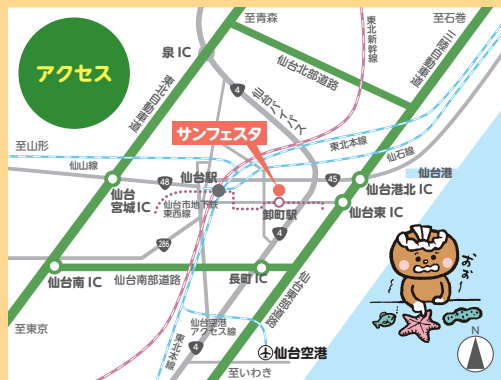 アクセス
至青森
至石巻
泉IC
東北新幹線
三陸自動車道
仙台北部道路
4
仙台バイパス
東北自動車道
サンフェスタ
東北本線
仙石線
至山形
仙山線
48
仙台駅
45
仙台港
仙台港北IC
仙台
宮城IC
仙台市地下鉄
東西線
卸町駅
仙台東IC
4
286
仙台南IC
仙台南部道路
長町IC
仙台東部道路
おぉ〜
仙台空港
アクセス線
至東京
東北本線
4
仙台空港
至いわき
N